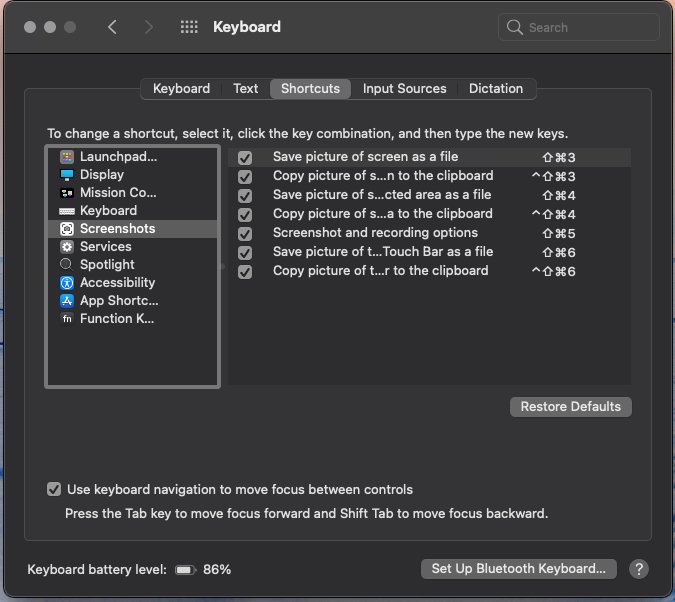 Keyboard
Search
Keyboard Text Shortcuts Input Sources Dictation
To change a shortcut, select it, click the key combination, and then type the new keys.
Launchpad...
Display
Mission Co...
Keyboard
Screenshots
Services
Spotlight
Accessibility
App Shortc...
fn Function K...
Save picture of screen as a file ⇧⌘3
Copy picture of s...n to the clipboard ^⇧⌘3
Save picture of s...cted area as a file ⇧⌘4
Copy picture of s...a to the clipboard ^⇧⌘4
Screenshot and recording options ⇧⌘5
Save picture of t...Touch Bar as a file ⇧⌘6
Copy picture of t...r to the clipboard ^⇧⌘6
Restore Defaults
Use keyboard navigation to move focus between controls
Press the Tab key to move focus forward and Shift Tab to move focus backward.
Keyboard battery level: 86%
Set Up Bluetooth Keyboard... ?